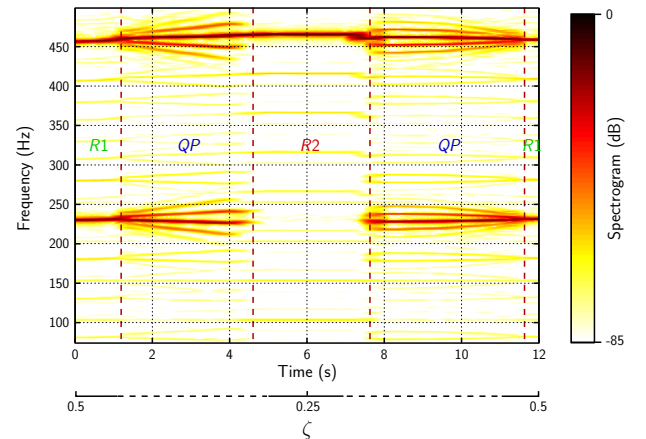 0
450
400
350
300
250
200
150
100
Frequency (Hz)
R1 QP R2 QP R1
0 2 4 6 8 10 12
Time (s)
Spectrogram (dB)
-85
0.5 0.25 0.5
ζ